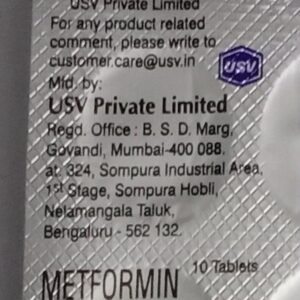 USV Private Limited
For any product related
comment, please write to
customer.care@usv.in
USV
Mfd. by:
USV Private Limited
Regd. Office : B. S. D. Marg,
Govandi, Mumbai-400 088.
at: 324, Sompura Industrial Area,
1st Stage, Sompura Hobli,
Nelamangala Taluk,
Bengaluru - 562 132.
10 Tablets
METFORMIN